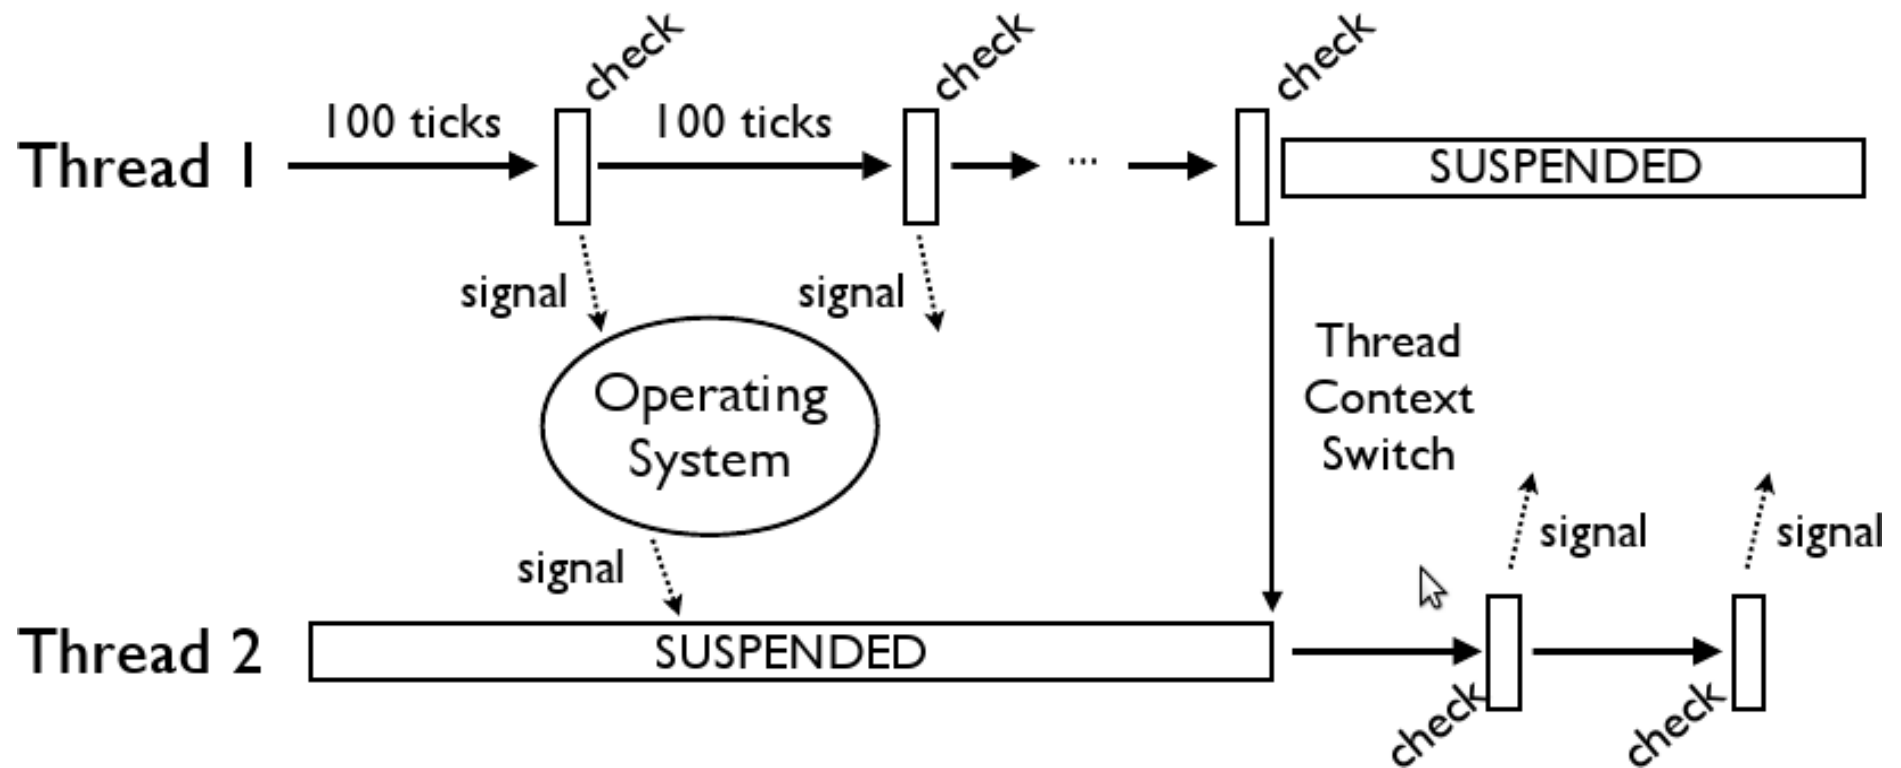 check
check
check
100 ticks
100 ticks
...
Thread 1
SUSPENDED
signal
signal
Operating
System
Thread
Context
Switch
signal
signal
signal
Thread 2
SUSPENDED
check
check